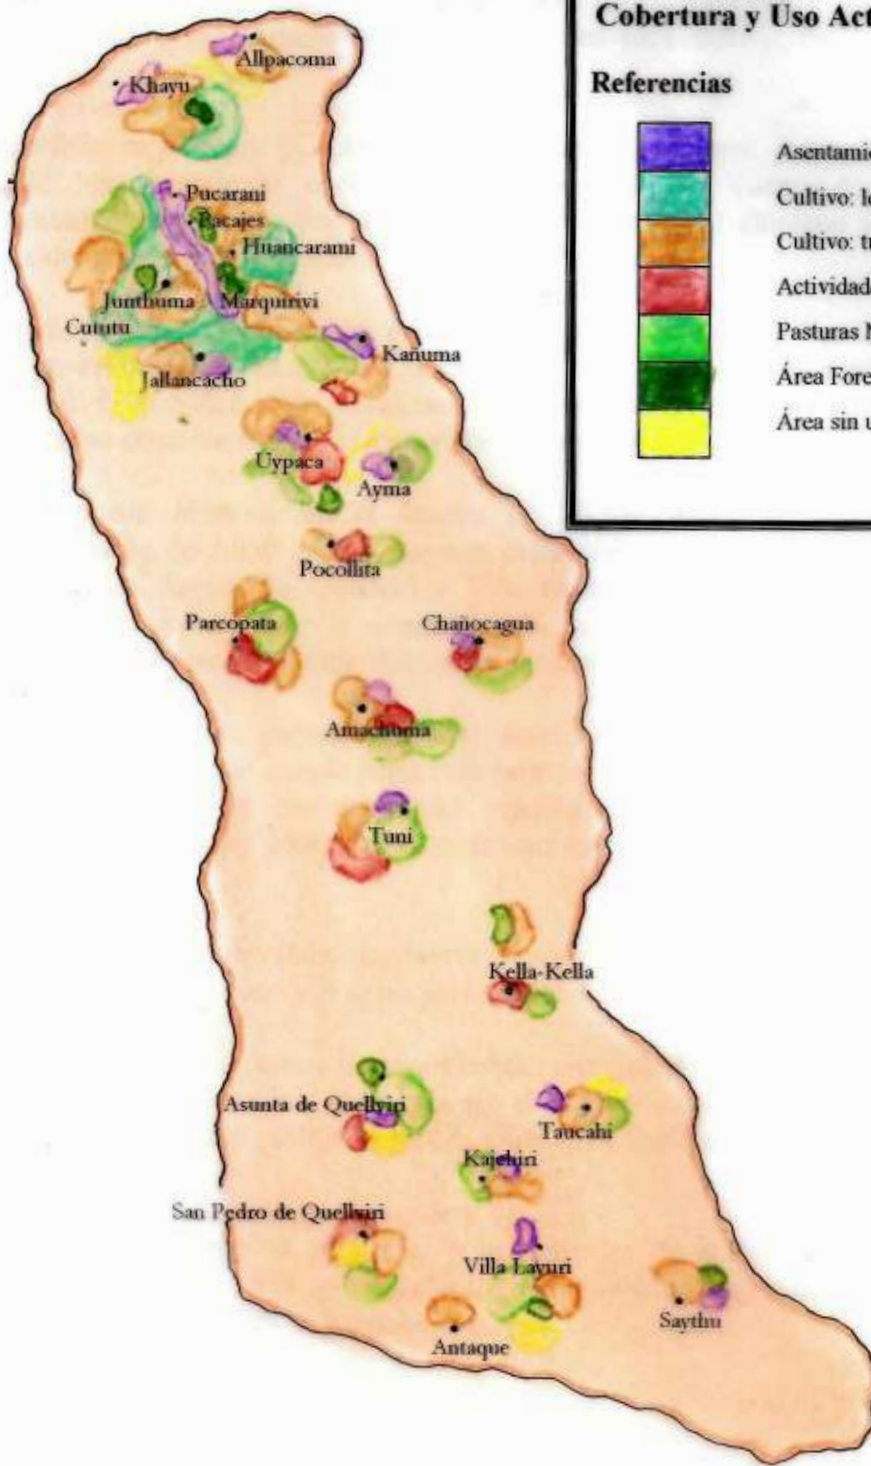 Cobertura y Uso Act
Referencias
Asentamie
Cultivo: le
Cultivo: tu
Actividad
Pasturas N
Área Fore
Área sin u
Allpacoma
Khayu
Pucarani
Pacajes
Huancarami
Junthuma
Marquirivi
Cututu
Kañuma
Jallancacho
Uypaca
Ayma
Pocollita
Parcopata
Chañocagua
Amachuma
Tuni
Kella-Kella
Asunta de Quellviri
Taucahi
Kajchiri
San Pedro de Quellviri
Villa Layuri
Saythu
Antaque